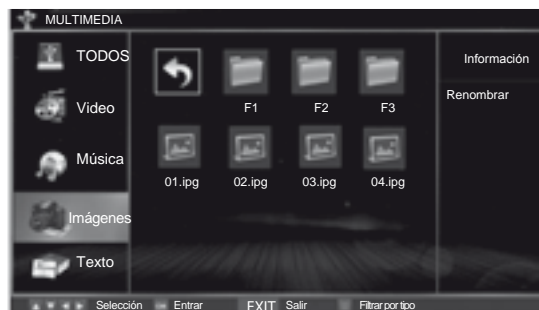 MULTIMEDIA
TODOS
Video
Música
Imágenes
Texto
F1 F2 F3
01.ipg 02.ipg 03.ipg 04.ipg
Información
Renombrar
Selección Entrar EXIT Salir Filtrar por tipo